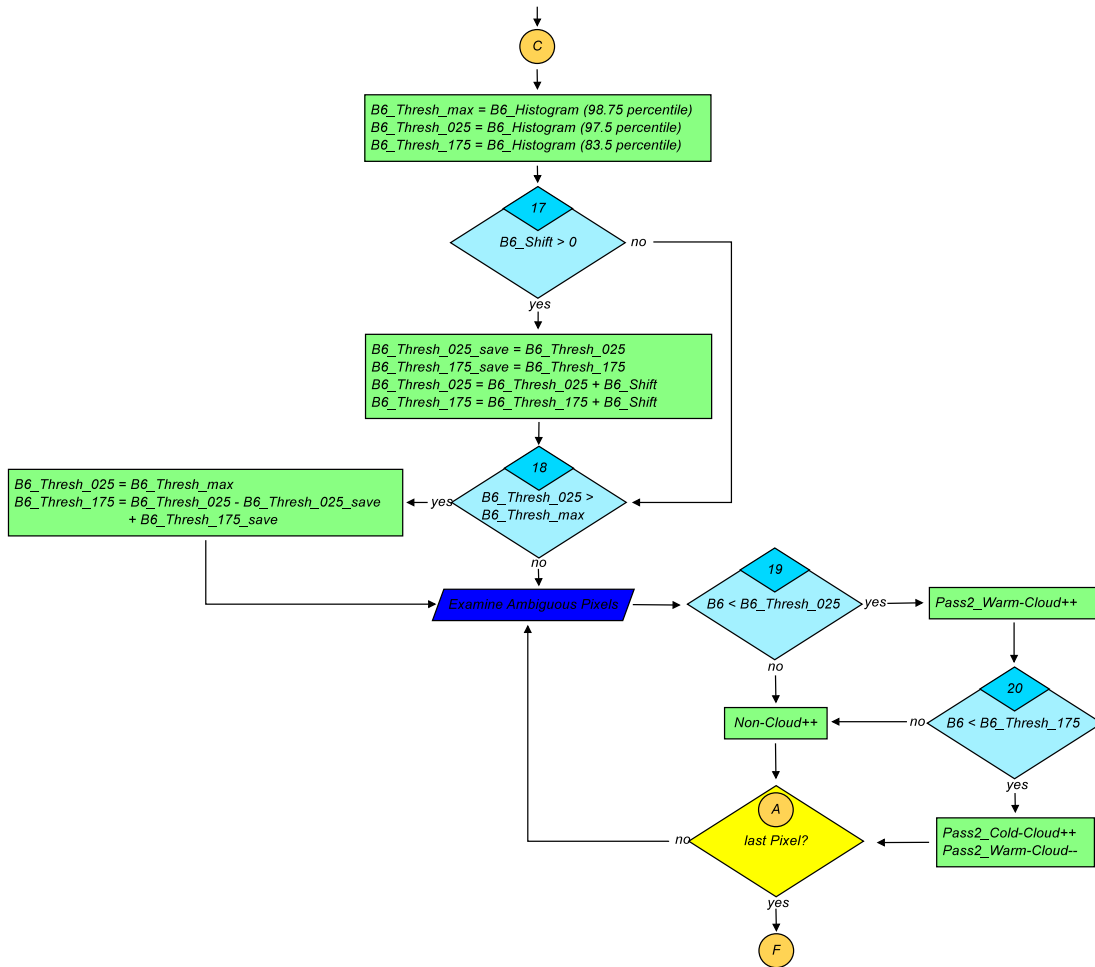 C
B6_Thresh_max = B6_Histogram (98.75 percentile)
B6_Thresh_025 = B6_Histogram (97.5 percentile)
B6_Thresh_175 = B6_Histogram (83.5 percentile)
17
B6_Shift > 0
no
yes
B6_Thresh_025_save = B6_Thresh_025
B6_Thresh_175_save = B6_Thresh_175
B6_Thresh_025 = B6_Thresh_025 + B6_Shift
B6_Thresh_175 = B6_Thresh_175 + B6_Shift
18
B6_Thresh_025 >
B6_Thresh_max
yes
no
B6_Thresh_025 = B6_Thresh_max
B6_Thresh_175 = B6_Thresh_025 - B6_Thresh_025_save
+ B6_Thresh_175_save
Examine Ambiguous Pixels
19
B6 < B6_Thresh_025
yes
no
Pass2_Warm-Cloud++
20
B6 < B6_Thresh_175
no
yes
Non-Cloud++
Pass2_Cold-Cloud++
Pass2_Warm-Cloud--
A
last Pixel?
no
yes
F